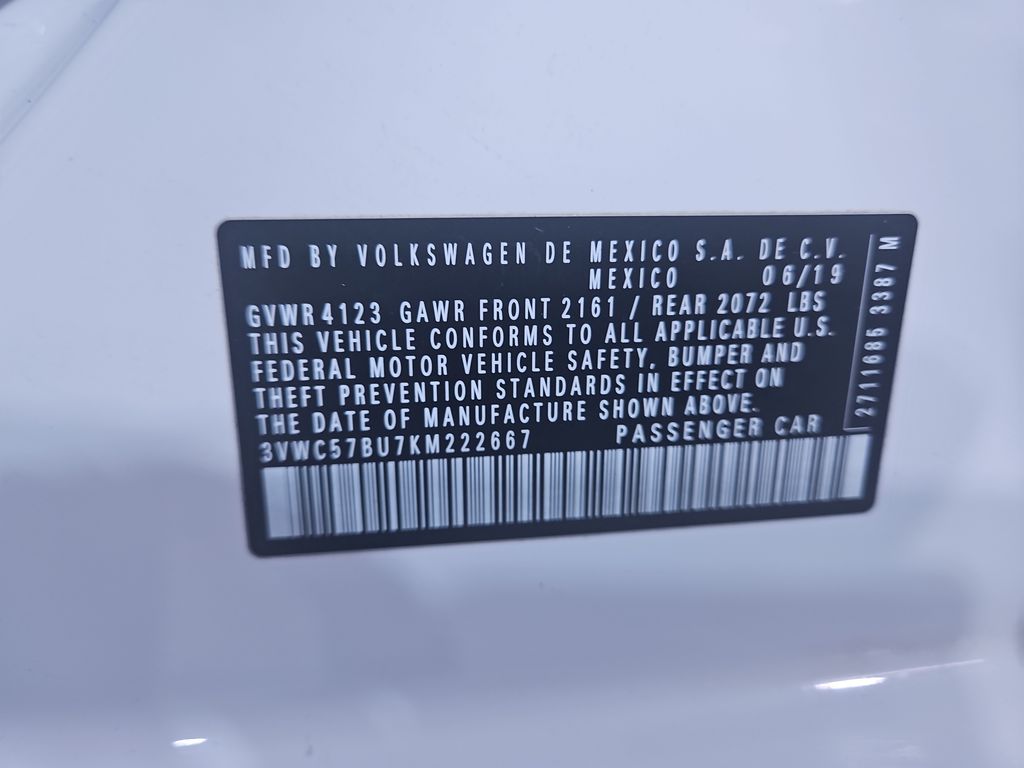 MFD BY VOLKSWAGEN DE MEXICO S.A. DE C.V.
MEXICO 06/19
GVWR 4123 GAWR FRONT 2161 / REAR 2072 LBS
THIS VEHICLE CONFORMS TO ALL APPLICABLE U.S.
FEDERAL MOTOR VEHICLE SAFETY, BUMPER AND
THEFT PREVENTION STANDARDS IN EFFECT ON
THE DATE OF MANUFACTURE SHOWN ABOVE.
3VWC57BU7KM222667 PASSENGER CAR
2711685 3387 M